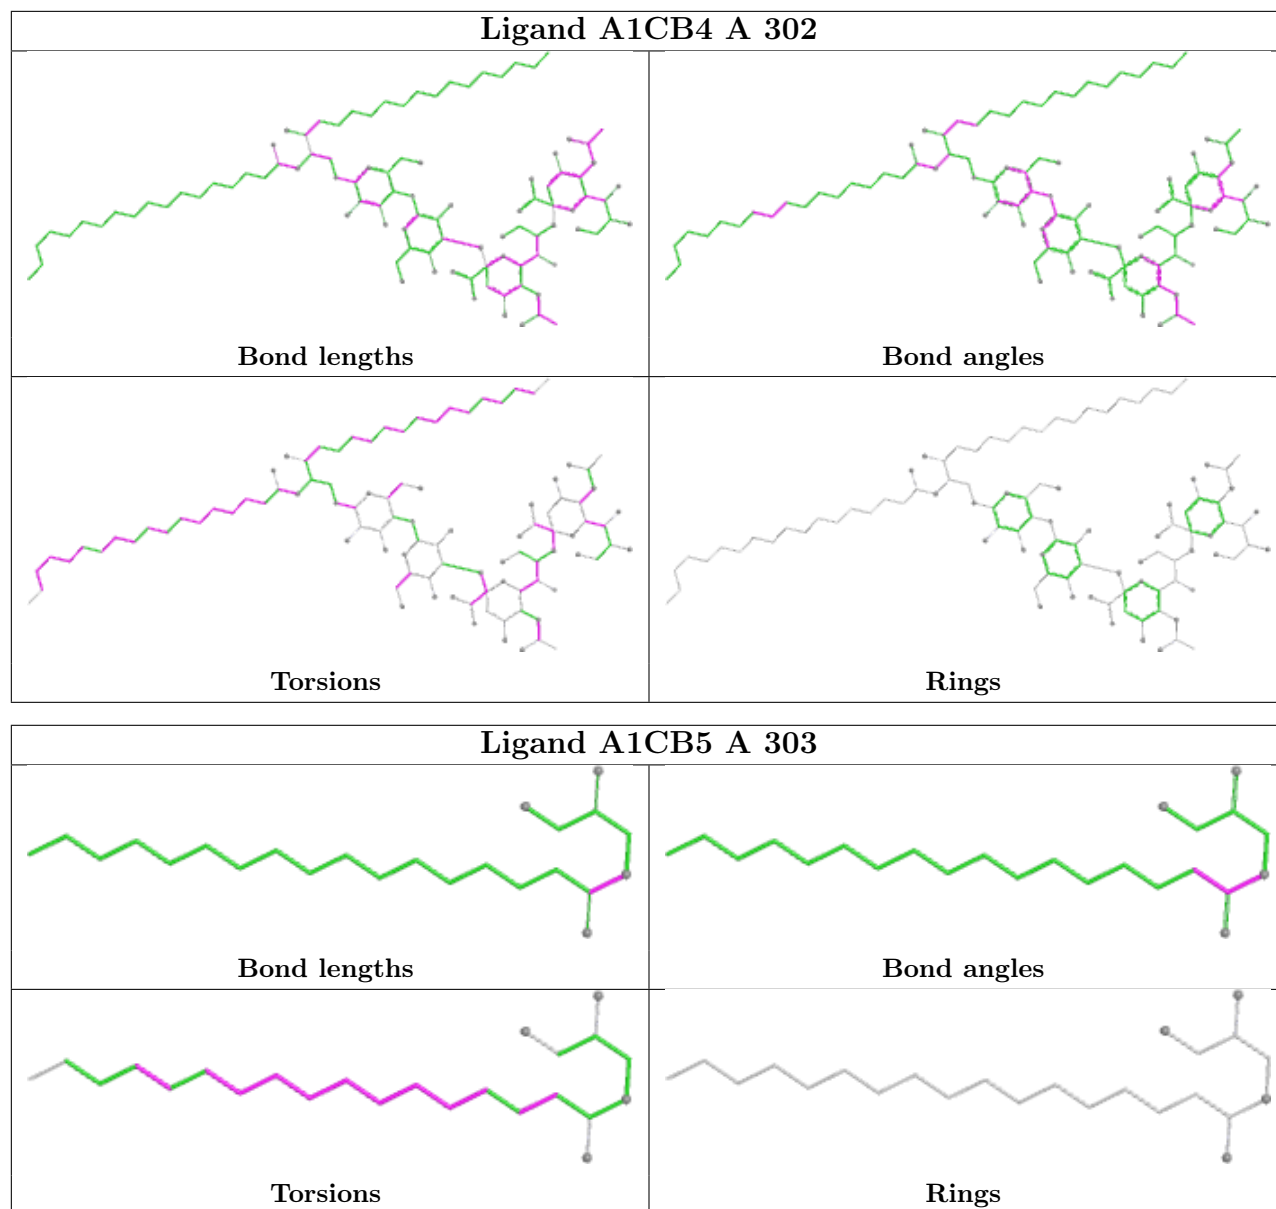 Ligand A1CB4 A 302
Bond lengths
Bond angles
Torsions
Rings
Ligand A1CB5 A 303
Bond lengths
Bond angles
Torsions
Rings